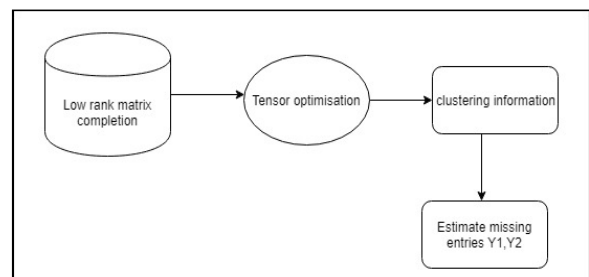 Low rank matrix
completion
Tensor optimisation
clustering information
Estimate missing
entries Y1,Y2